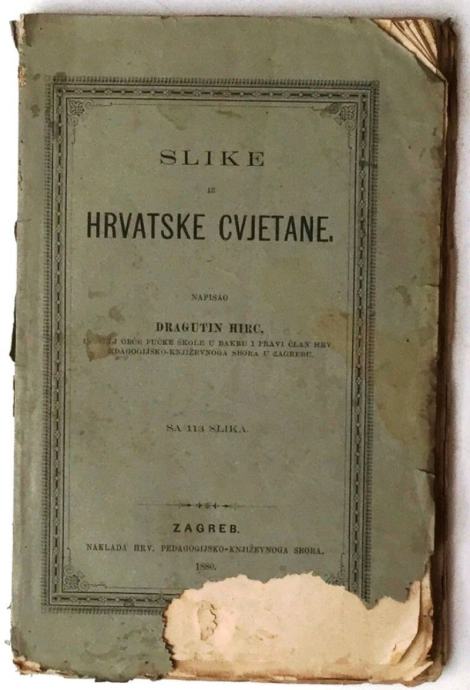 SLIKE
IZ
HRVATSKE CVJETANE.
NAPISAO
DRAGUTIN HIRC,
OBĆE PUČKE ŠKOLE U BAKRU I PRAVI ČLAN HRV.
PEDAGOGIJSKO-KNJIŽEVNOGA SBORA U ZAGREBU.
SA 113 SLIKA.
ZAGREB.
NAKLADA HRV. PEDAGOGIJSKO-KNJIŽEVNOGA SBORA.
1880.